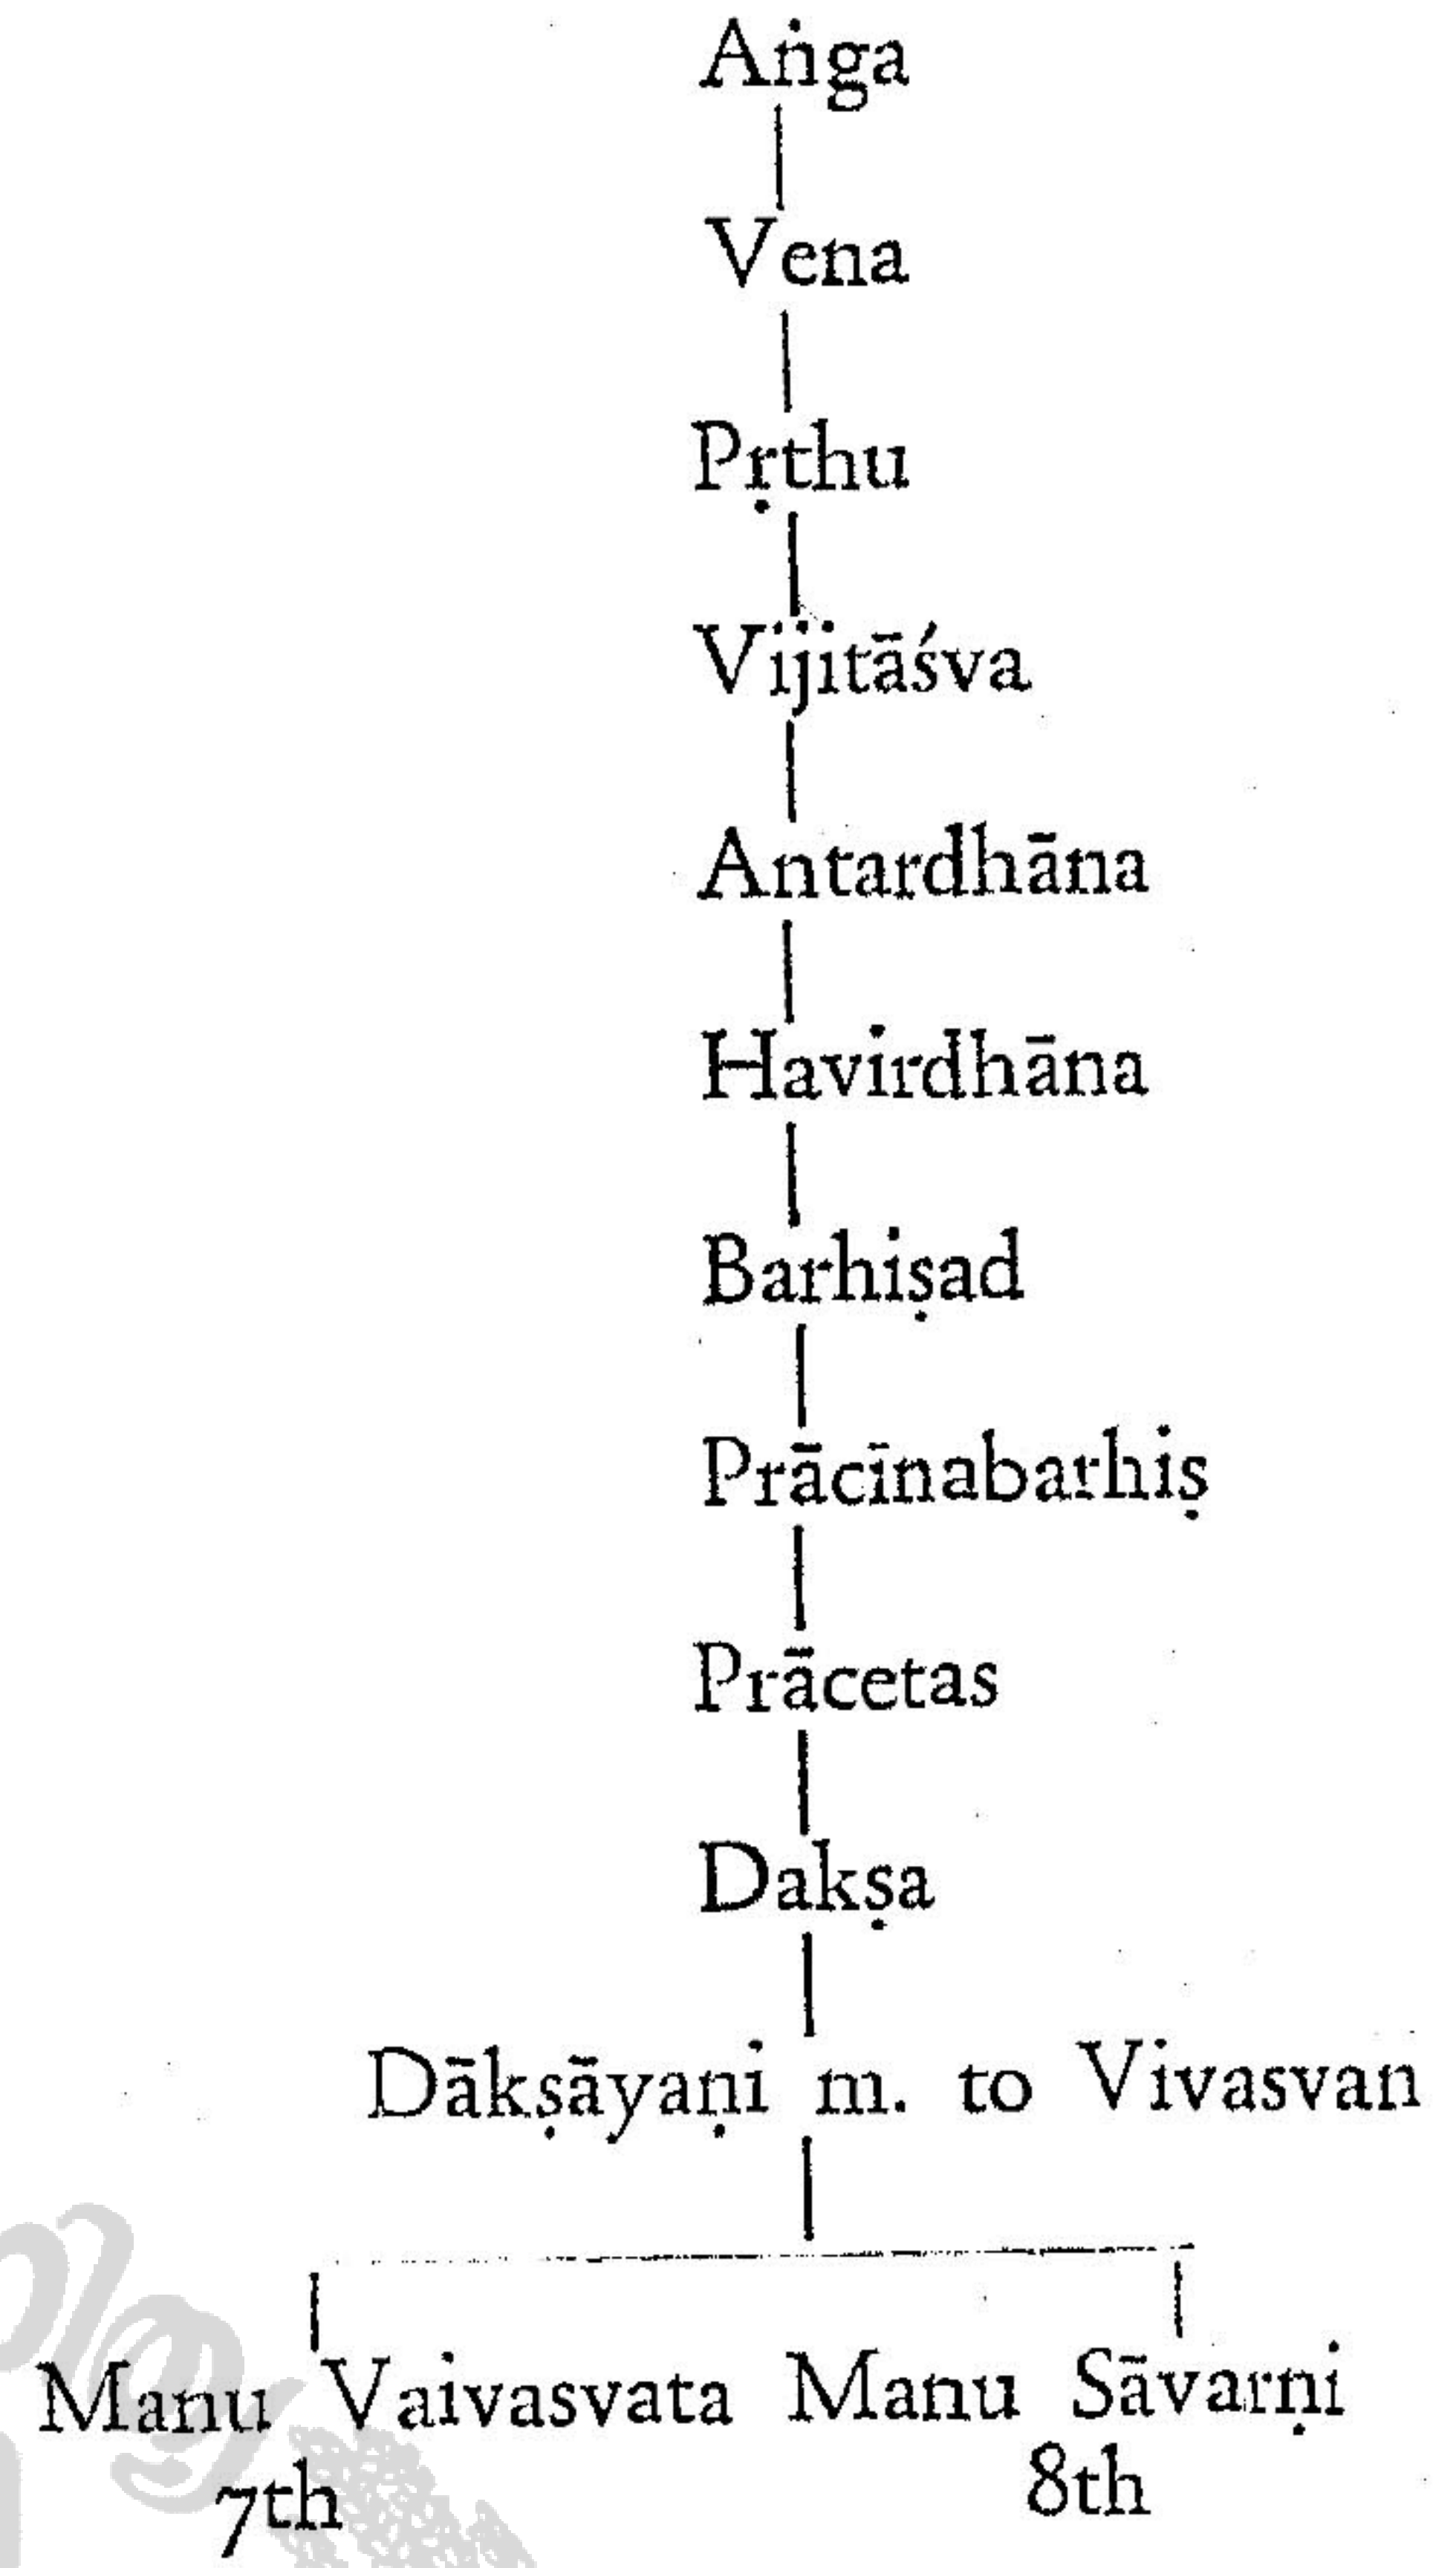 Aṅga
Vena
Pṛthu
Vijitāśva
Antardhāna
Havirdhāna
Barhiṣad
Prācīnabarhiṣ
Prācetas
Dakṣa
Dākṣāyaṇi m. to Vivasvan
Manu Vaivasvata Manu Sāvarṇi
7th 8th